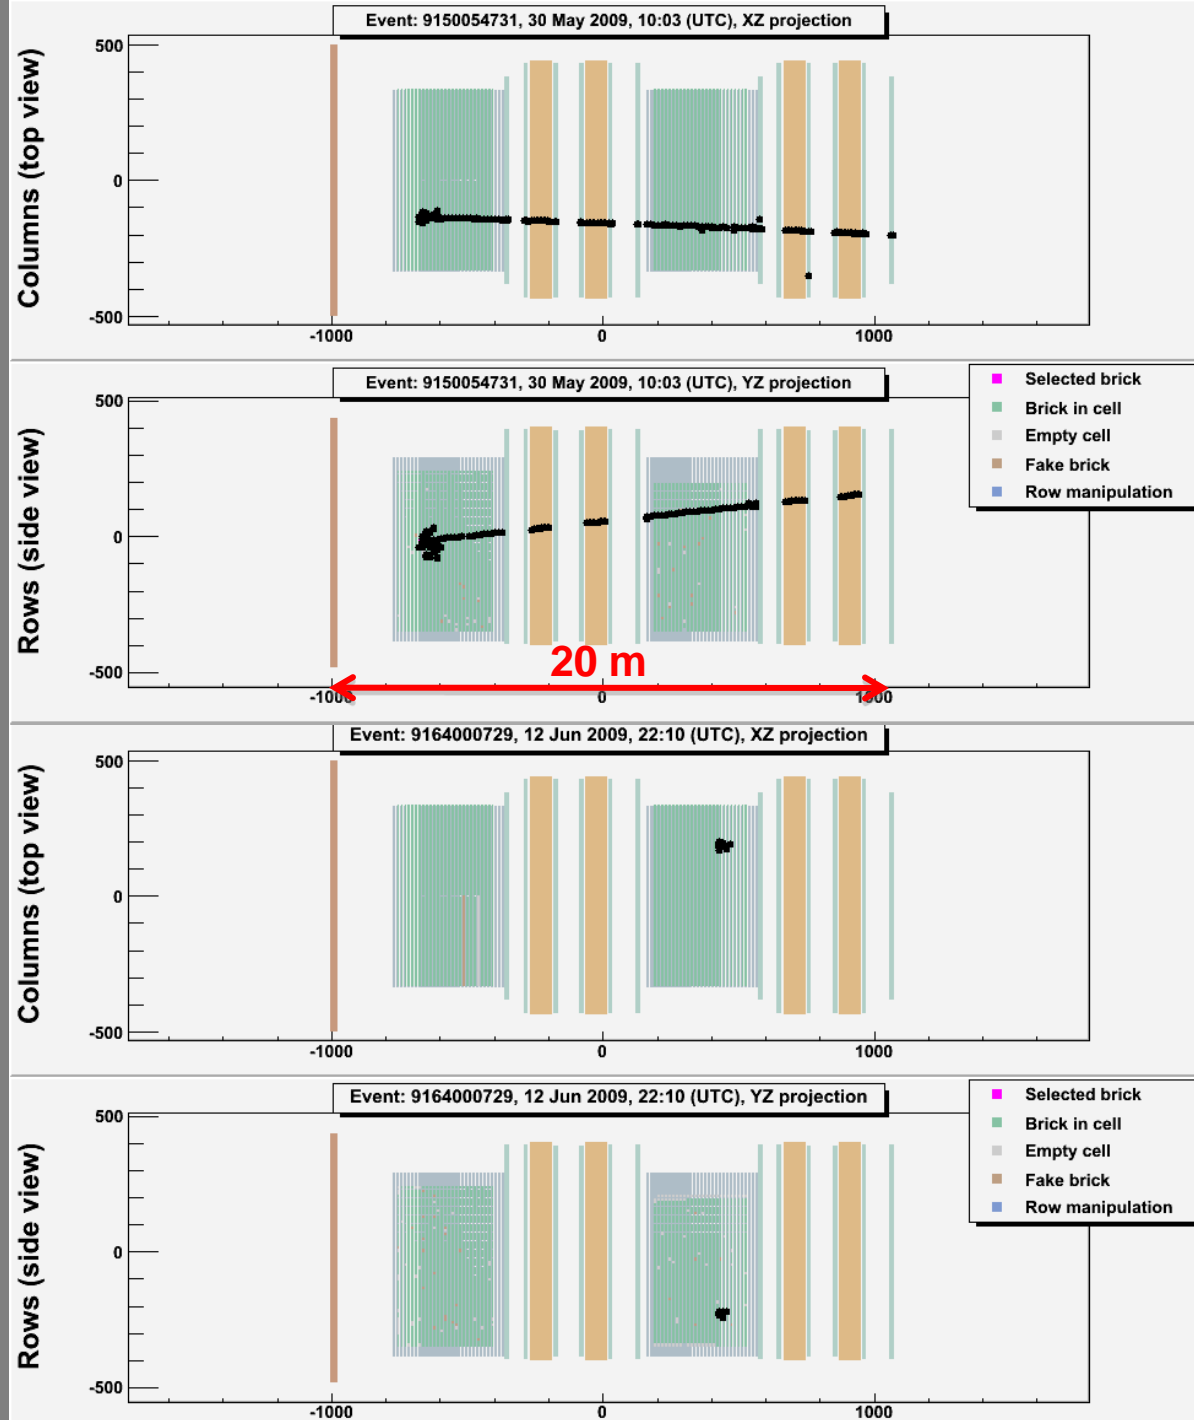 Event: 9150054731, 30 May 2009, 10:03 (UTC), XZ projection
Columns (top view)
500
0
-500
-1000
0
1000
Event: 9150054731, 30 May 2009, 10:03 (UTC), YZ projection
Rows (side view)
500
0
-500
Selected brick
Brick in cell
Empty cell
Fake brick
Row manipulation
20 m
-1000
0
1000
Event: 9164000729, 12 Jun 2009, 22:10 (UTC), XZ projection
Columns (top view)
500
0
-500
-1000
0
1000
Event: 9164000729, 12 Jun 2009, 22:10 (UTC), YZ projection
Rows (side view)
500
0
-500
Selected brick
Brick in cell
Empty cell
Fake brick
Row manipulation
-1000
0
1000